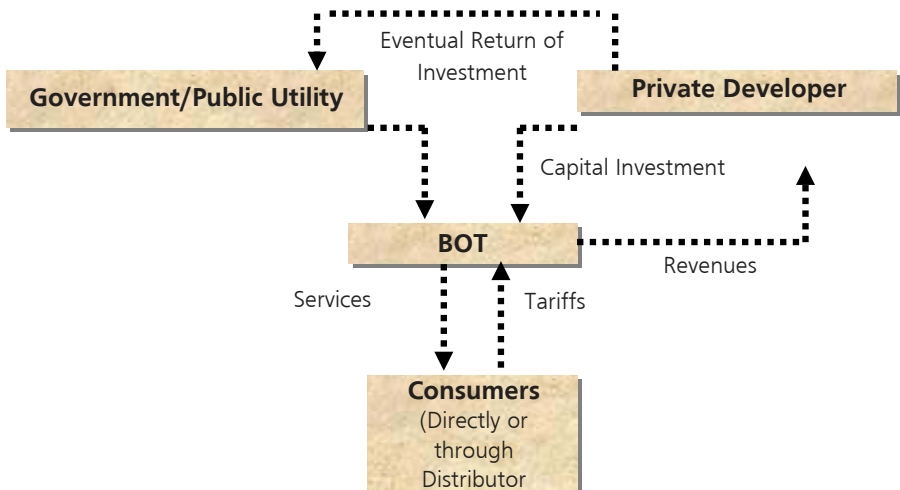 Eventual Return of
Investment
Government/Public Utility
Private Developer
Capital Investment
BOT
Revenues
Services
Tariffs
Consumers
(Directly or
through
Distributor